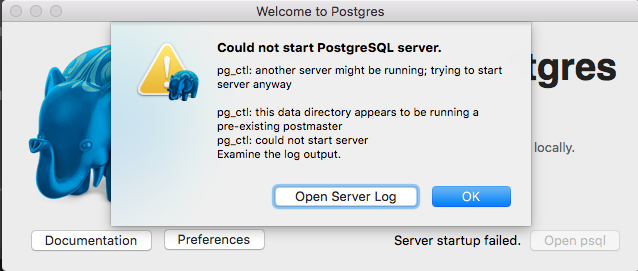 Welcome to Postgres
Could not start PostgreSQL server.
pg_ctl: another server might be running; trying to start
server anyway
pg_ctl: this data directory appears to be running a
pre-existing postmaster
pg_ctl: could not start server
Examine the log output.
tgres
locally.
Open Server Log
OK
Documentation
Preferences
Server startup failed.
Open psql